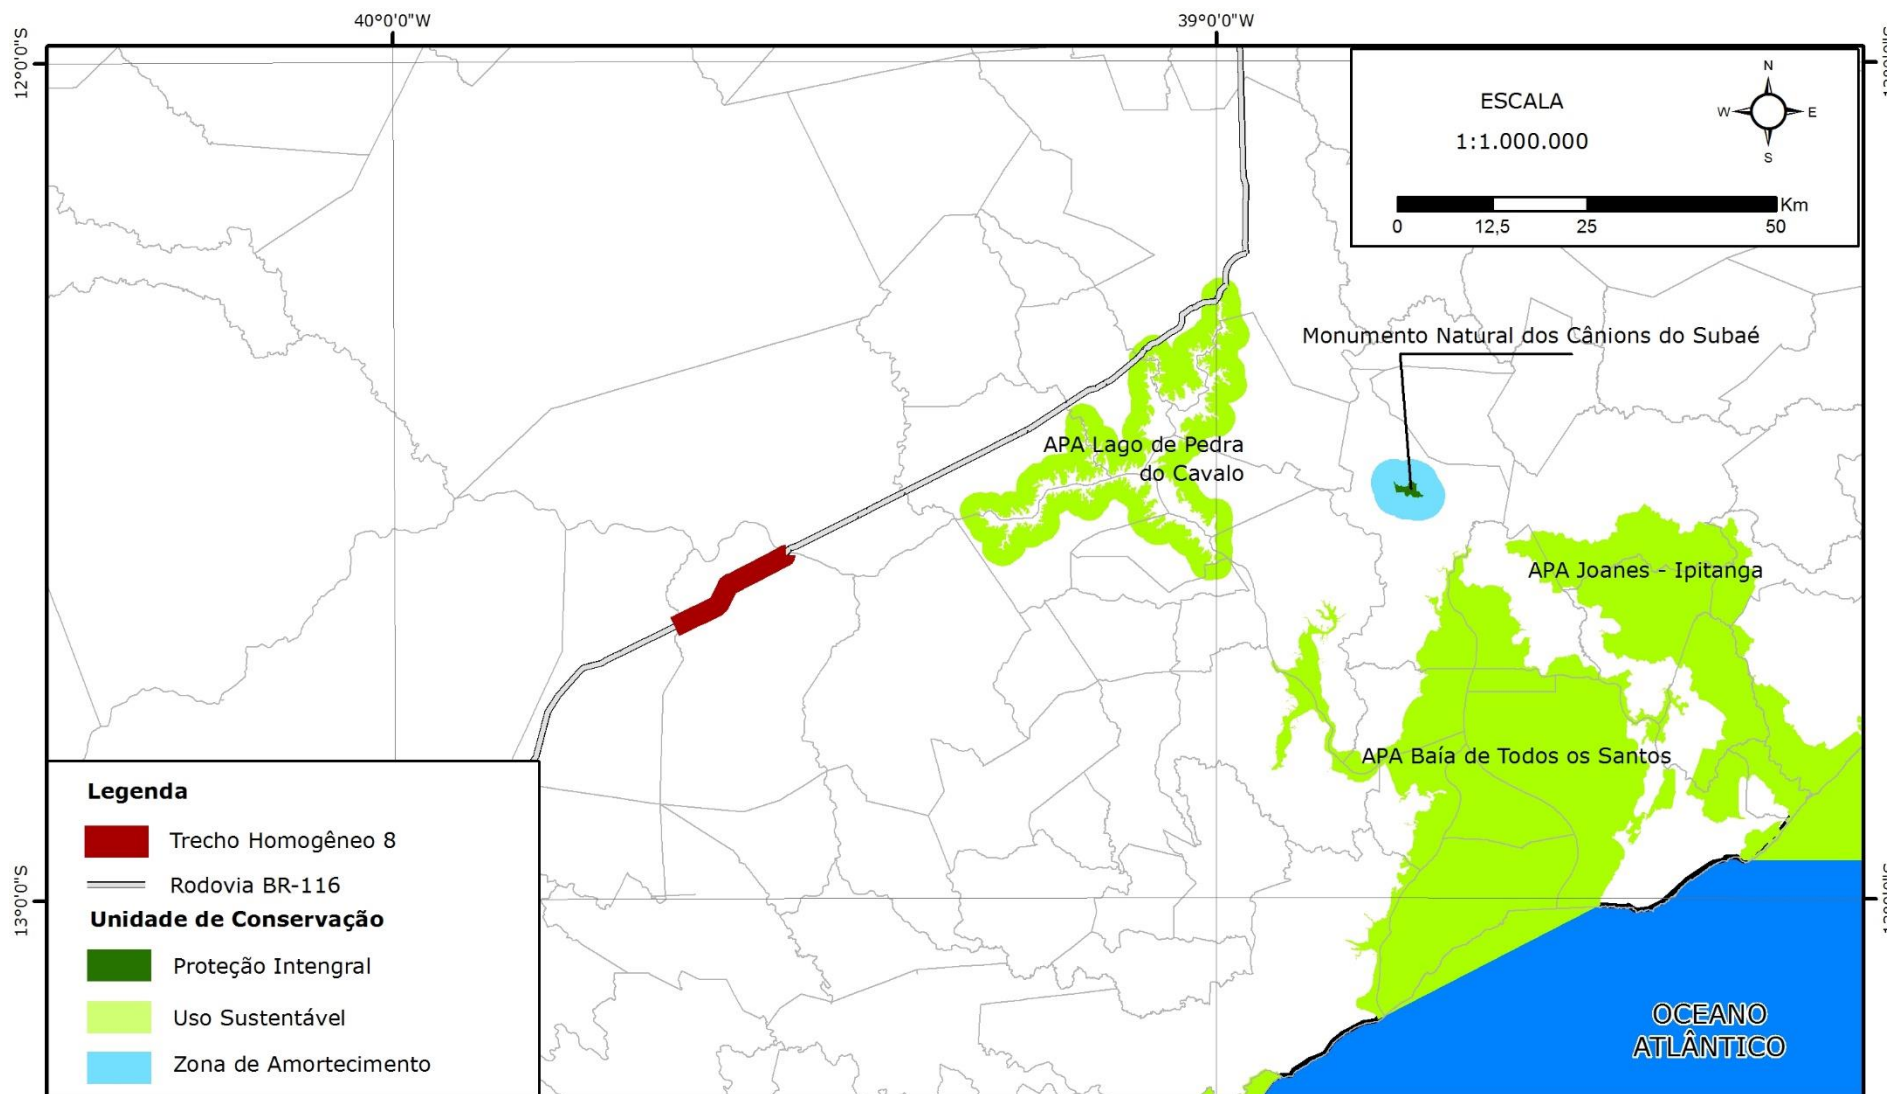 40°0'0"W
39°0'0"W
12°0'0"S
ESCALA
1:1.000.000
N
W
E
S
Km
0
12,5
25
50
Monumento Natural dos Cânions do Subaé
APA Lago de Pedra
do Cavalo
APA Joanes - Ipitanga
APA Baía de Todos os Santos
Legenda
Trecho Homogêneo 8
Rodovia BR-116
Unidade de Conservação
13°0'0"S
Proteção Intengral
Uso Sustentável
Zona de Amortecimento
OCEANO
ATLÂNTICO